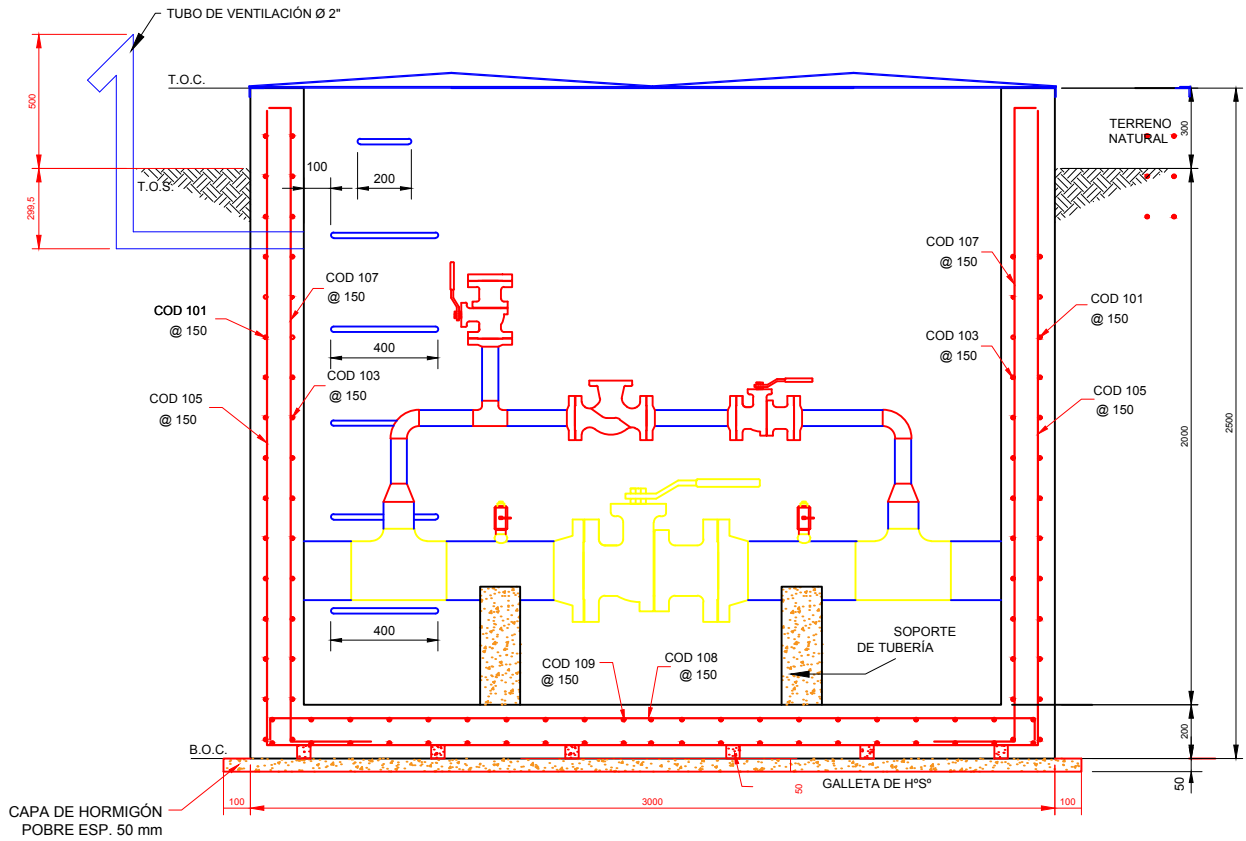 TUBO DE VENTILACIÓN Ø 2"
T.O.C.
500
TERRENO
NATURAL
300
100
200
T.O.S.
299,5
COD 107
@ 150
COD 107
@ 150
COD 101
@ 150
COD 101
@ 150
400
COD 103
@ 150
COD 103
@ 150
COD 105
@ 150
COD 105
@ 150
2000
2500
400
SOPORTE
DE TUBERÍA
COD 109
@ 150
COD 108
@ 150
200
B.O.C.
50
GALLETA DE HºSº
50
100
3000
100
CAPA DE HORMIGÓN
POBRE ESP. 50 mm